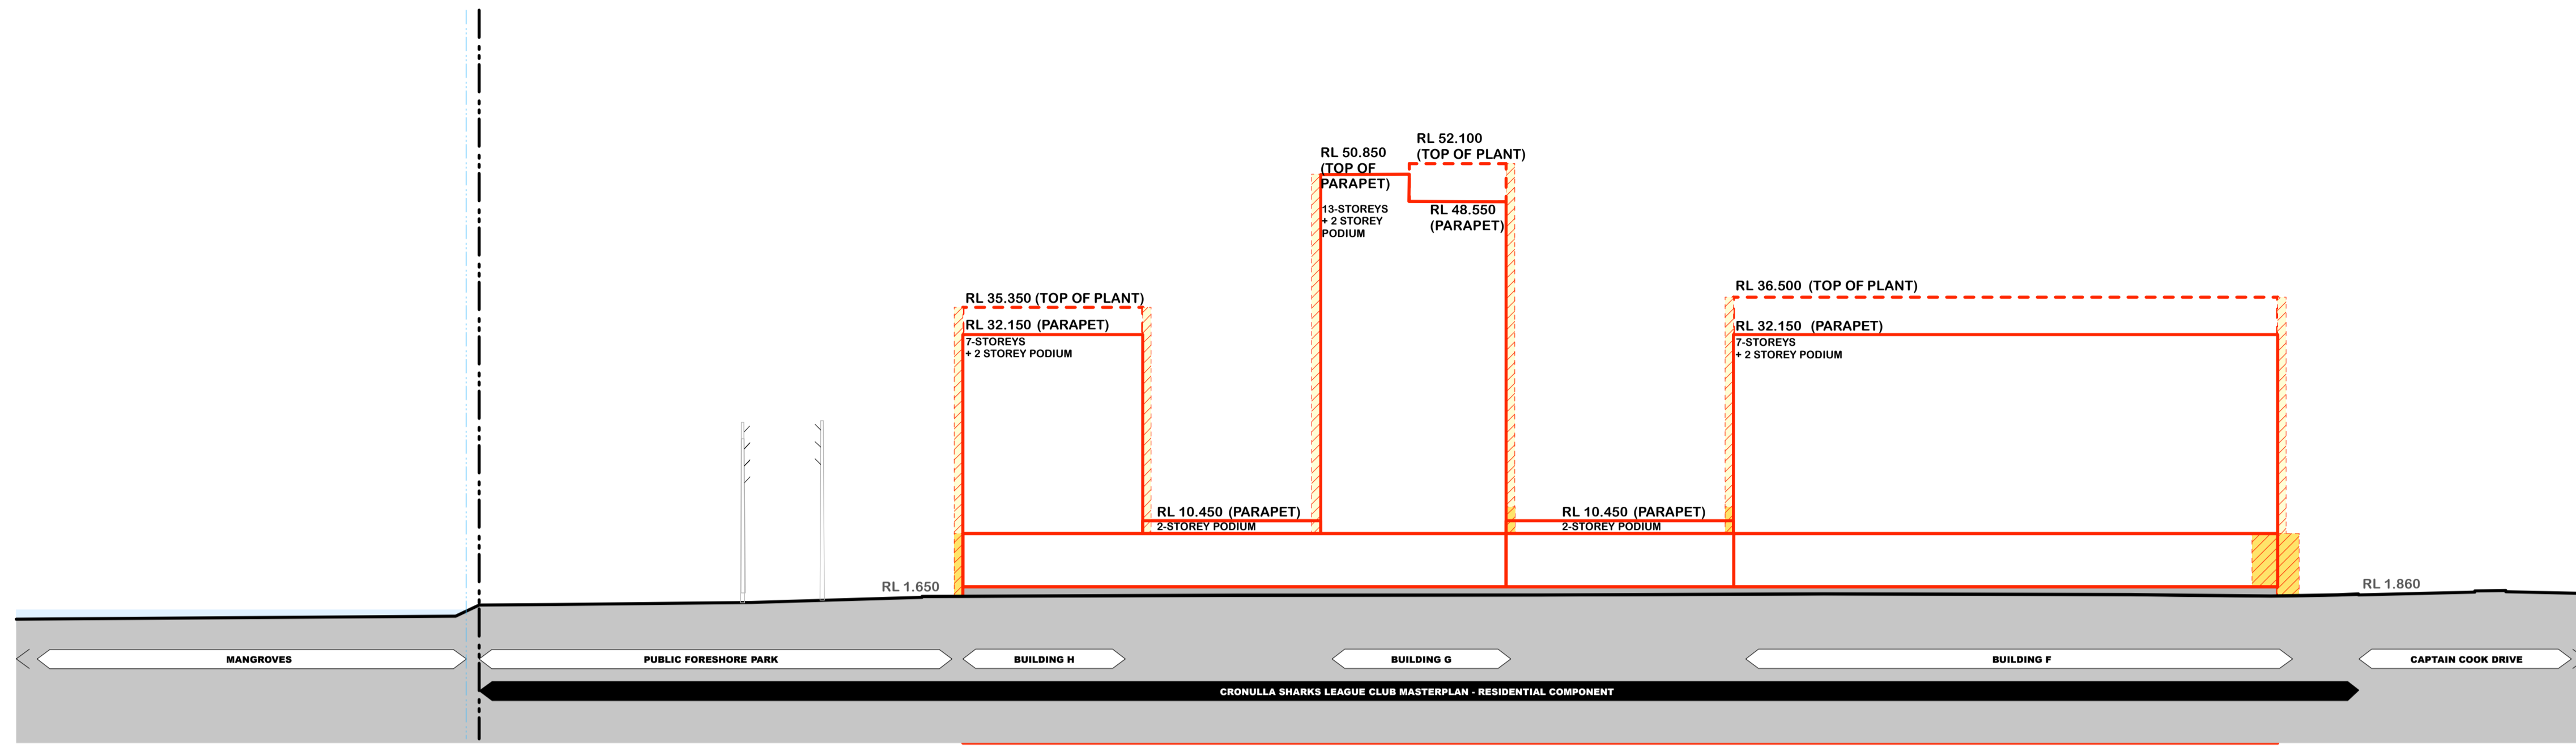 RL 52.100
(TOP OF PLANT)
RL 50.850
(TOP OF
PARAPET)
13-STOREYS
+ 2 STOREY
PODIUM
RL 48.550
(PARAPET)
RL 35.350 (TOP OF PLANT)
RL 32.150 (PARAPET)
7-STOREYS
+ 2 STOREY PODIUM
RL 36.500 (TOP OF PLANT)
RL 32.150 (PARAPET)
7-STOREYS
+ 2 STOREY PODIUM
RL 10.450 (PARAPET)
2-STOREY PODIUM
RL 10.450 (PARAPET)
2-STOREY PODIUM
RL 1.650
RL 1.860
MANGROVES
PUBLIC FORESHORE PARK
BUILDING H
BUILDING G
BUILDING F
CAPTAIN COOK DRIVE
CRONULLA SHARKS LEAGUE CLUB MASTERPLAN - RESIDENTIAL COMPONENT